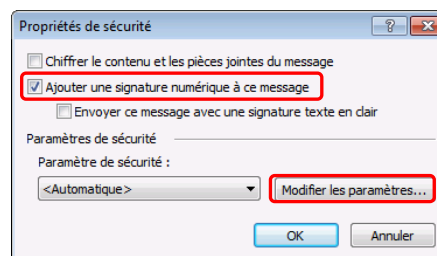 Propriétés de sécurité
Chiffrer le contenu et les pièces jointes du message
Ajouter une signature numérique à ce message
Envoyer ce message avec une signature texte en clair
Paramètres de sécurité
Paramètre de sécurité :
<Automatique> Modifier les paramètres...
OK Annuler